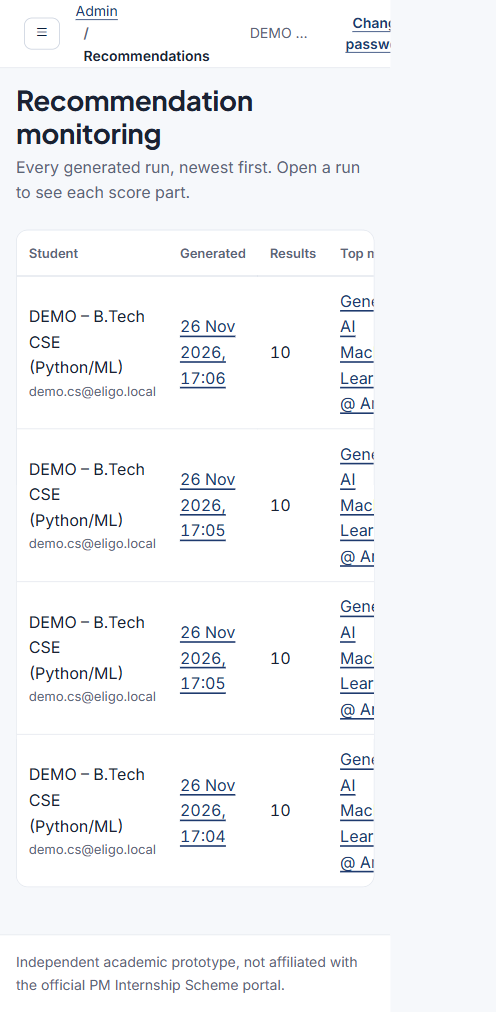 Admin
/
Recommendations
DEMO ...
Recommendation
monitoring
Every generated run, newest first. Open a run
to see each score part.
Student Generated Results Top
DEMO – B.Tech
CSE
(Python/ML)
demo.cs@eligo.local
26 Nov
2026,
17:06
10
AI
@
DEMO – B.Tech
CSE
(Python/ML)
demo.cs@eligo.local
26 Nov
2026,
17:05
10
AI
@
DEMO – B.Tech
CSE
(Python/ML)
demo.cs@eligo.local
26 Nov
2026,
17:05
10
AI
@
DEMO – B.Tech
CSE
(Python/ML)
demo.cs@eligo.local
26 Nov
2026,
17:04
10
AI
@
Independent academic prototype, not affiliated with
the official PM Internship Scheme portal.